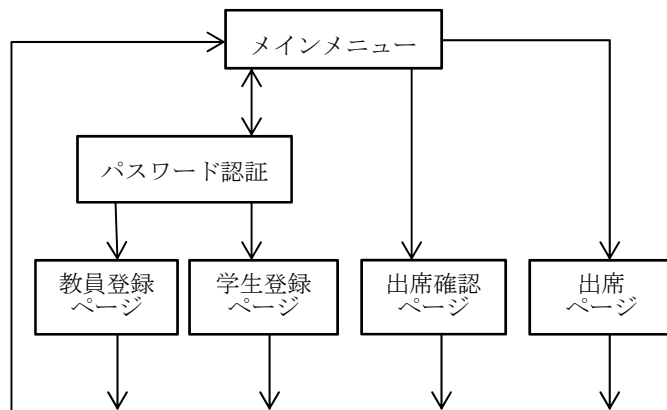 メインメニュー
パスワード認証
教員登録
ページ
学生登録
ページ
出席確認
ページ
出席
ページ